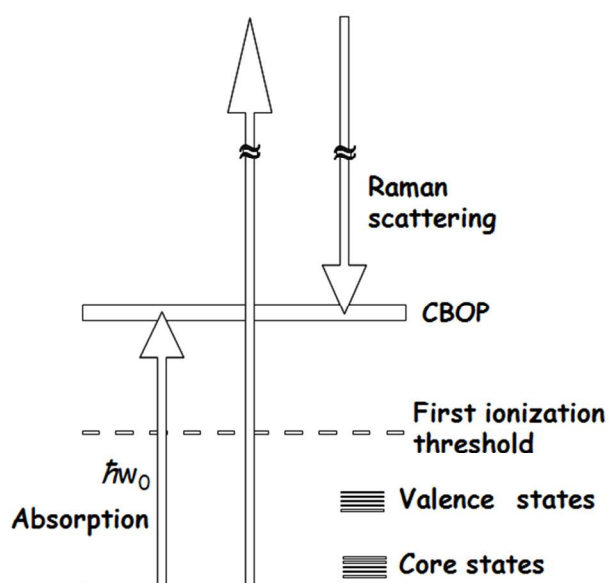 Raman
scattering
CBOP
First ionization
threshold
ħw₀
Absorption
Valence states
Core states